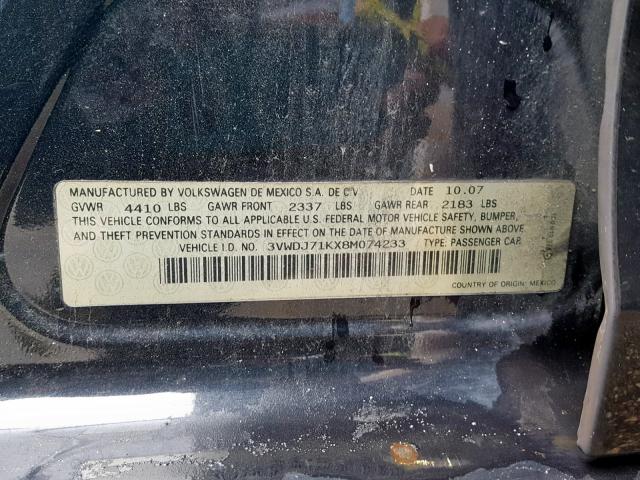 MANUFACTURED BY VOLKSWAGEN DE MEXICO S.A. DE C.V. DATE 10.07
GVWR 4410 LBS GAWR FRONT 2337 LBS GAWR REAR 2183 LBS
THIS VEHICLE CONFORMS TO ALL APPLICABLE U.S. FEDERAL MOTOR VEHICLE SAFETY, BUMPER,
AND THEFT PREVENTION STANDARDS IN EFFECT ON THE DATE OF
MANUFACTURE SHOWN ABOVE.
VEHICLE I.D. NO. 3VWDJ71KX8M074233 TYPE: PASSENGER CAR
COUNTRY OF ORIGIN: MEXICO